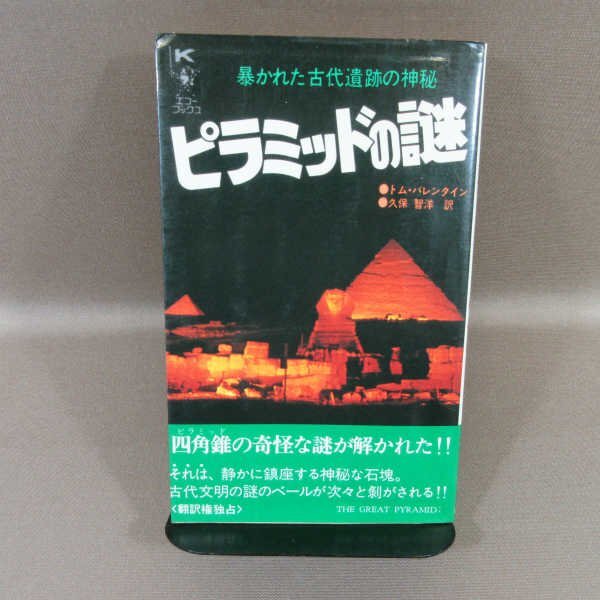 K
エコー
ブックス
暴かれた古代遺跡の神秘
ピラミッドの謎
●トム・バレンタイン
●久保 智洋 訳
ピラミッド
四角錐の奇怪な謎が解かれた!!
それは、静かに鎮座する神秘な石塊。
古代文明の謎のベールが次々と剝がされる!!
<翻訳権独占>
THE GREAT PYRAMID: